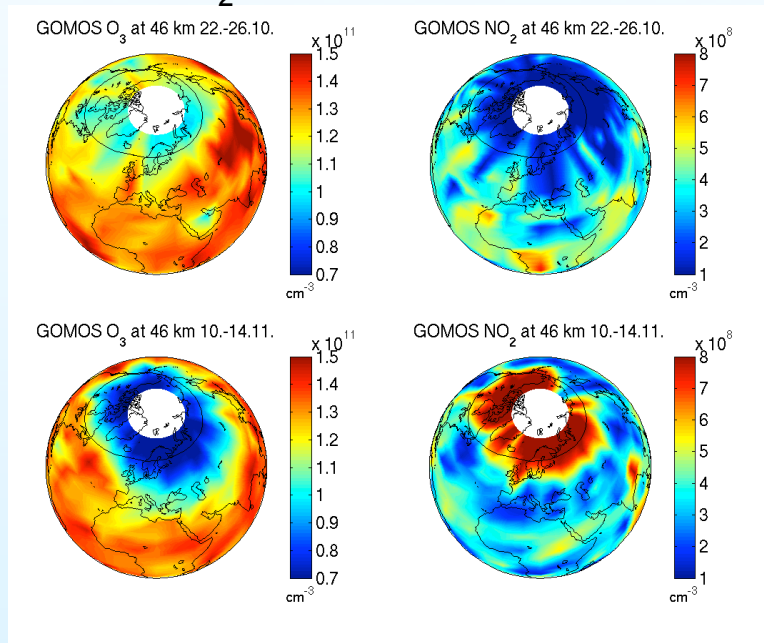 2
GOMOS O3 at 46 km 22.-26.10.
x 10^11
1.5
1.4
1.3
1.2
1.1
1
0.9
0.8
0.7
cm^-3
GOMOS NO2 at 46 km 22.-26.10.
x 10^8
8
7
6
5
4
3
2
1
cm^-3
GOMOS O3 at 46 km 10.-14.11.
x 10^11
1.5
1.4
1.3
1.2
1.1
1
0.9
0.8
0.7
cm^-3
GOMOS NO2 at 46 km 10.-14.11.
x 10^8
8
7
6
5
4
3
2
1
cm^-3